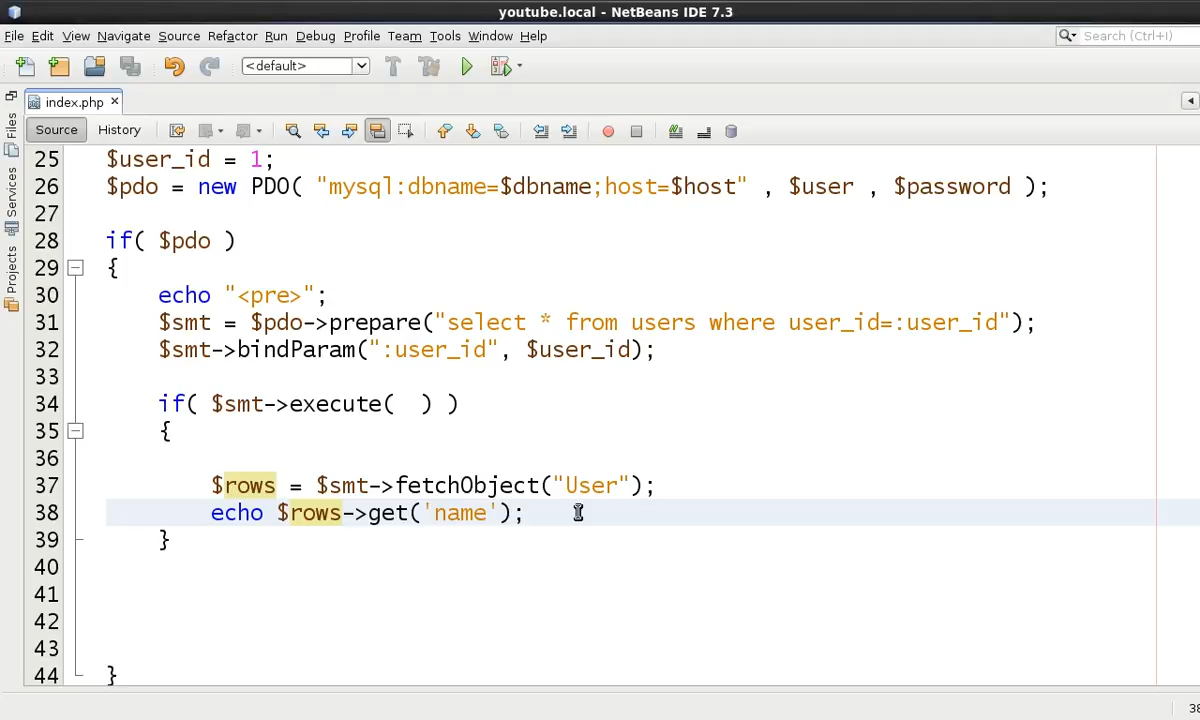 youtube.local - NetBeans IDE 7.3
File Edit View Navigate Source Refactor Run Debug Profile Team Tools Window Help
Search (Ctrl+I)
<default>
index.php
Source History
Files
Services
Projects
25 $user_id = 1;
26 $pdo = new PDO( "mysql:dbname=$dbname;host=$host" , $user , $password );
27
28 if( $pdo )
29 {
30 echo "<pre>";
31 $smt = $pdo->prepare("select * from users where user_id=:user_id");
32 $smt->bindParam(":user_id", $user_id);
33
34 if( $smt->execute(  ) )
35 {
36
37 $rows = $smt->fetchObject("User");
38 echo $rows->get('name');
39 }
40
41
42
43
44 }
38